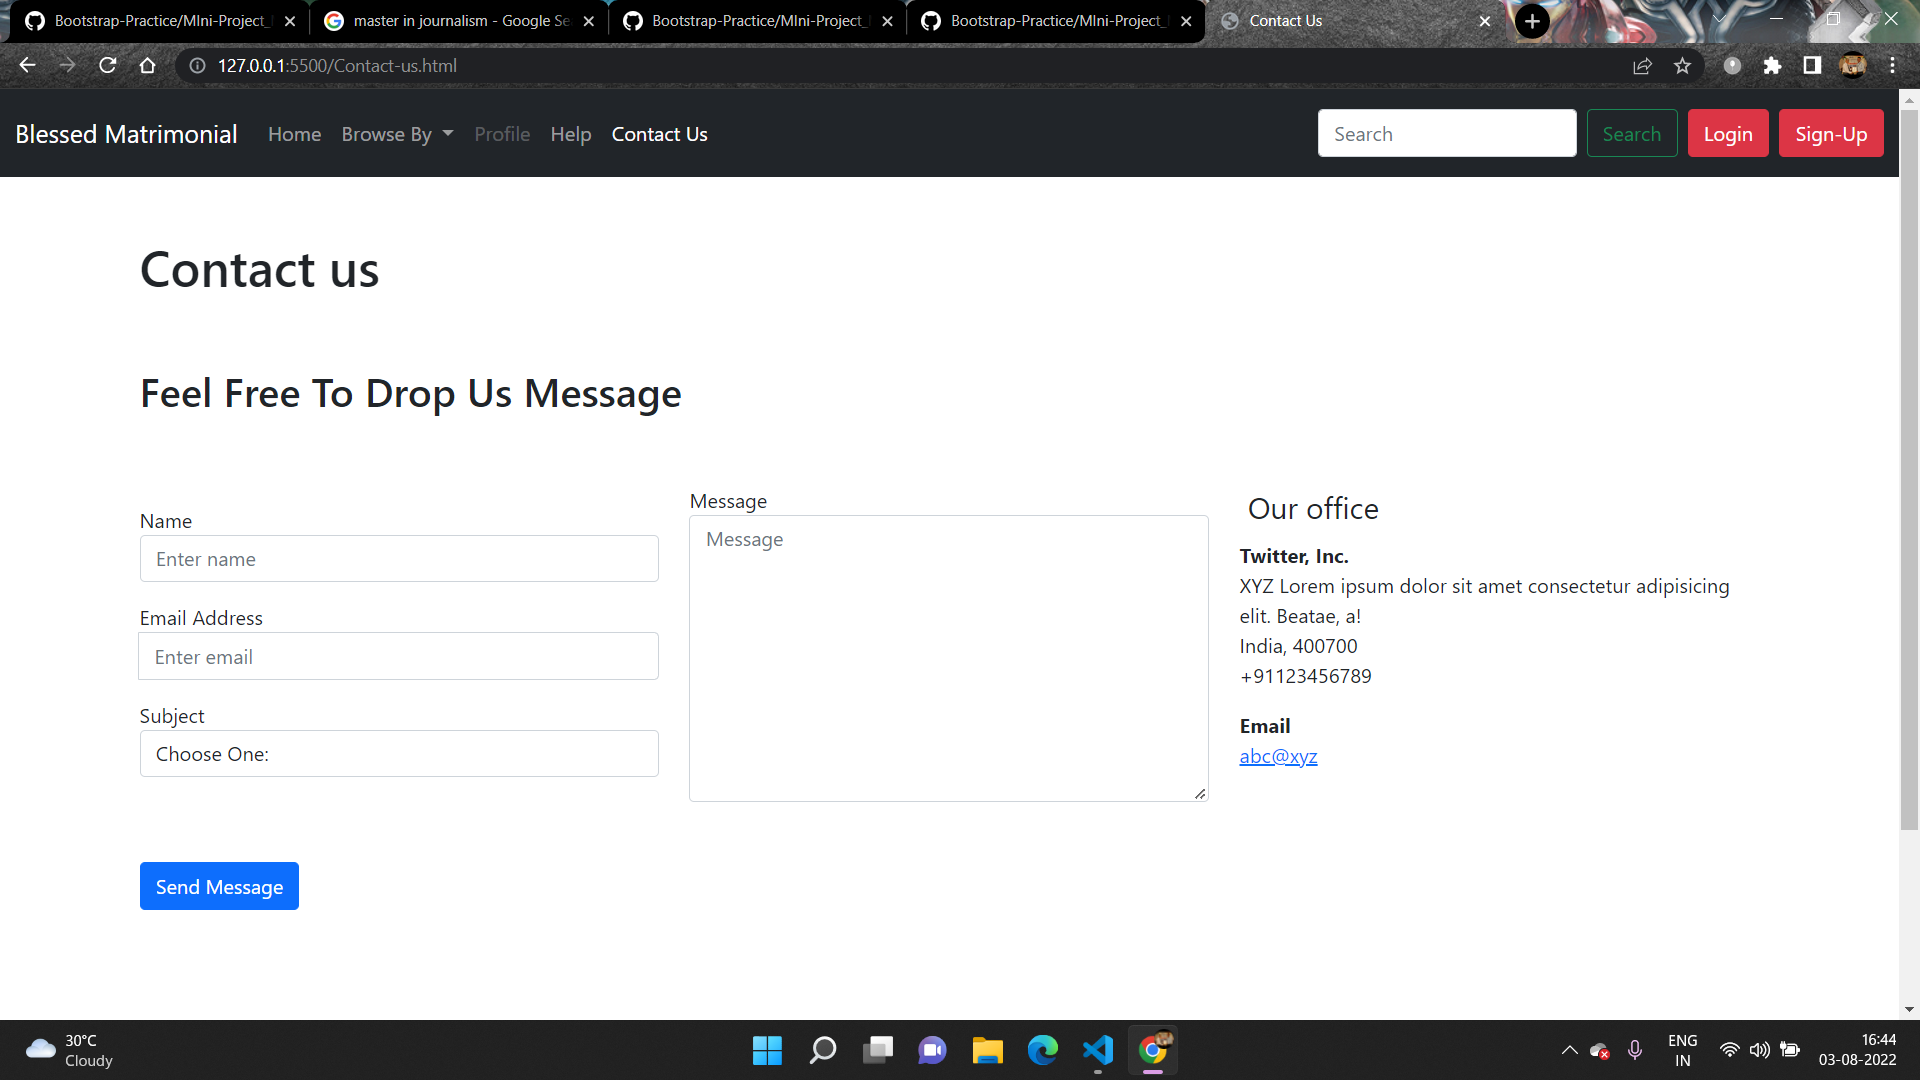 Bootstrap-Practice/MIni-Project_
master in journalism - Google Se
Bootstrap-Practice/MIni-Project_
Bootstrap-Practice/MIni-Project_
Contact Us
127.0.0.1:5500/Contact-us.html
Blessed Matrimonial Home Browse By Profile Help Contact Us Search Search Login Sign-Up
Contact us
Feel Free To Drop Us Message
Name
Enter name
Email Address
Enter email
Subject
Choose One:
Message
Message
Our office
Twitter, Inc.
XYZ Lorem ipsum dolor sit amet consectetur adipisicing
elit. Beatae, a!
India, 400700
+91123456789
Email
abc@xyz
Send Message
30°C
Cloudy
ENG
IN
16:44
03-08-2022